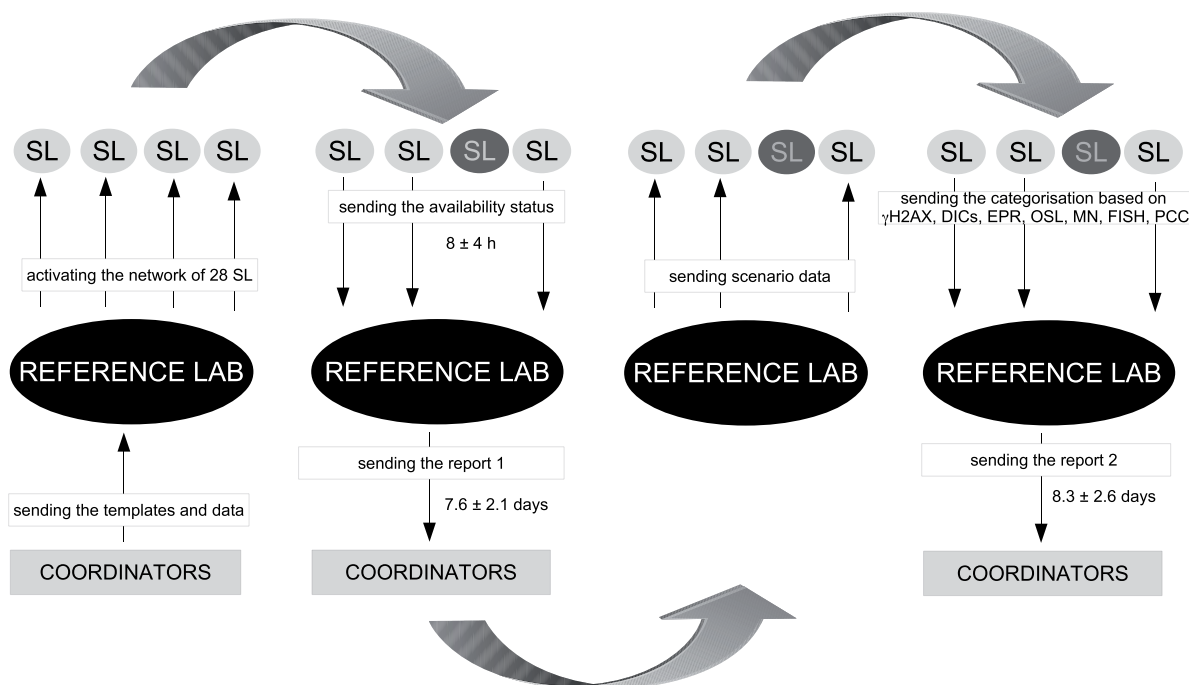 SL SL SL SL
activating the network of 28 SL
REFERENCE LAB
sending the templates and data
COORDINATORS
SL SL SL SL
sending the availability status
8 ± 4 h
REFERENCE LAB
sending the report 1
7.6 ± 2.1 days
COORDINATORS
SL SL SL SL
sending scenario data
REFERENCE LAB
SL SL SL SL
sending the categorisation based on
γH2AX, DICs, EPR, OSL, MN, FISH, PCC
REFERENCE LAB
sending the report 2
8.3 ± 2.6 days
COORDINATORS